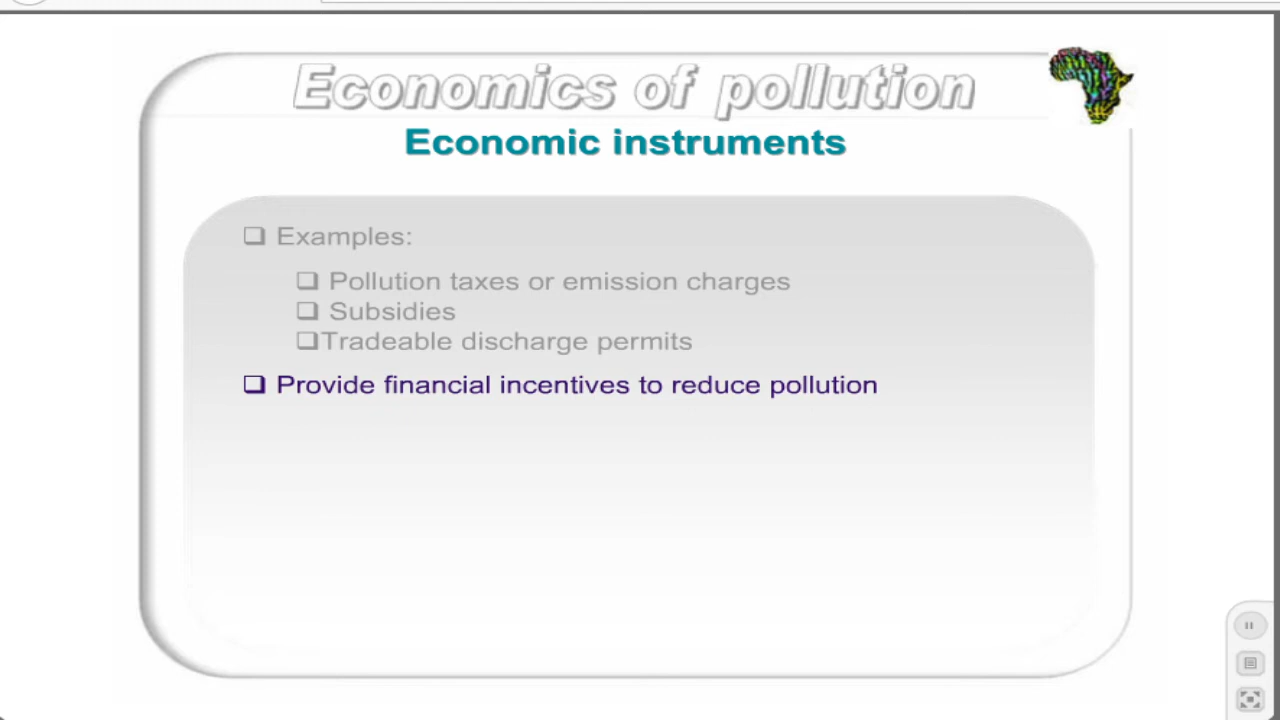 Economics of pollution
Economic instruments
❑ Examples:
❑ Pollution taxes or emission charges
❑ Subsidies
❑Tradeable discharge permits
❑ Provide financial incentives to reduce pollution